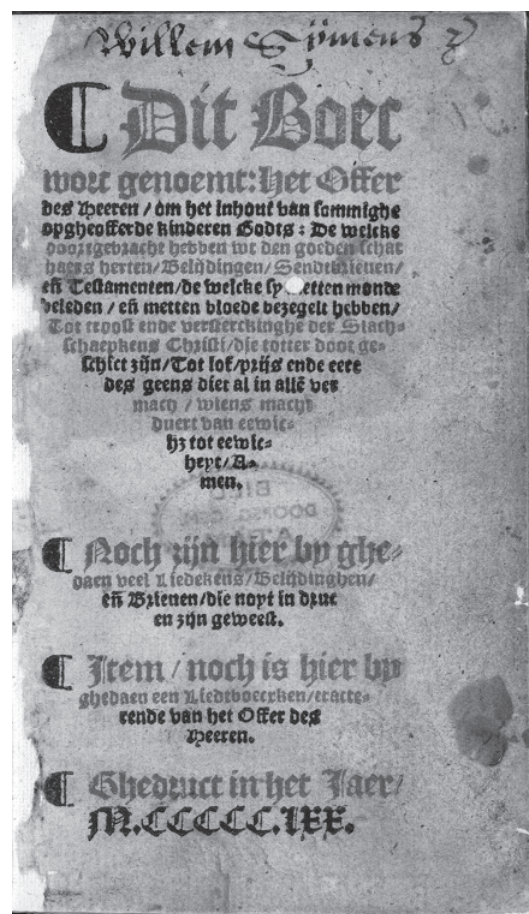 Willem Sijmens
¶ Dit Boec
wort genoemt: Het Offer
des Heeren / om het inhout van sommighe
opgheofferde kinderen Godts : De welcke
voortgebracht hebben wt den goeden schat
haers herten / Belijdingen / Sendtbrieuen /
eñ Testamenten / de welcke sy metten monde
beleden / eñ metten bloede bezegelt hebben /
Tot troost ende versterckinghe der Slach-
schaepkens Christi / die totter doot ge-
schict zijn / Tot lof / prijs ende eere
des geens diet al in allē ver
mach / wiens macht
duert van eewic-
heyt tot eewic-
heyt / A-
men.
¶ Noch zijn hier by ghe-
daen veel Liedekens / Belijdinghen /
eñ Brieuen / die noyt in druc
en zijn geweest.
¶ Item / noch is hier by
ghedaen een Liedtboecxken / tracte-
rende van het Offer des
Heeren.
¶ Ghedruct in het Jaer /
M.CCCCC.LXX.